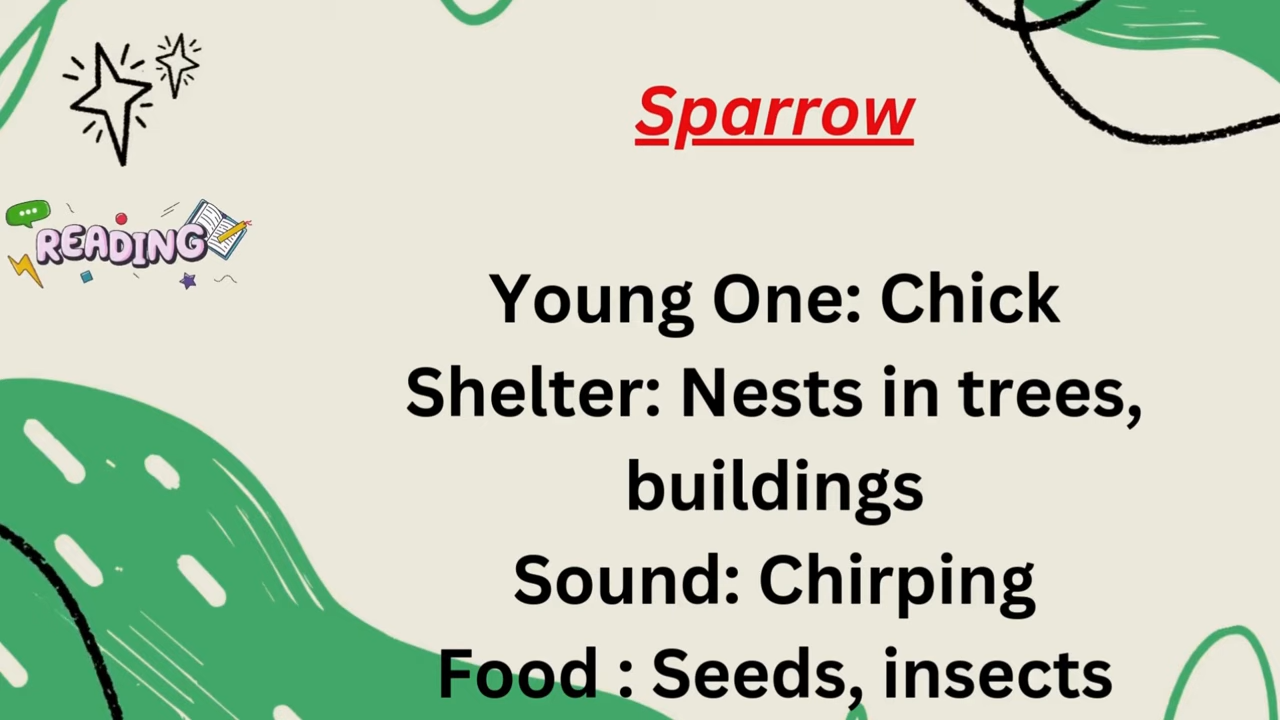 Sparrow
READING
Young One: Chick
Shelter: Nests in trees,
buildings
Sound: Chirping
Food : Seeds, insects